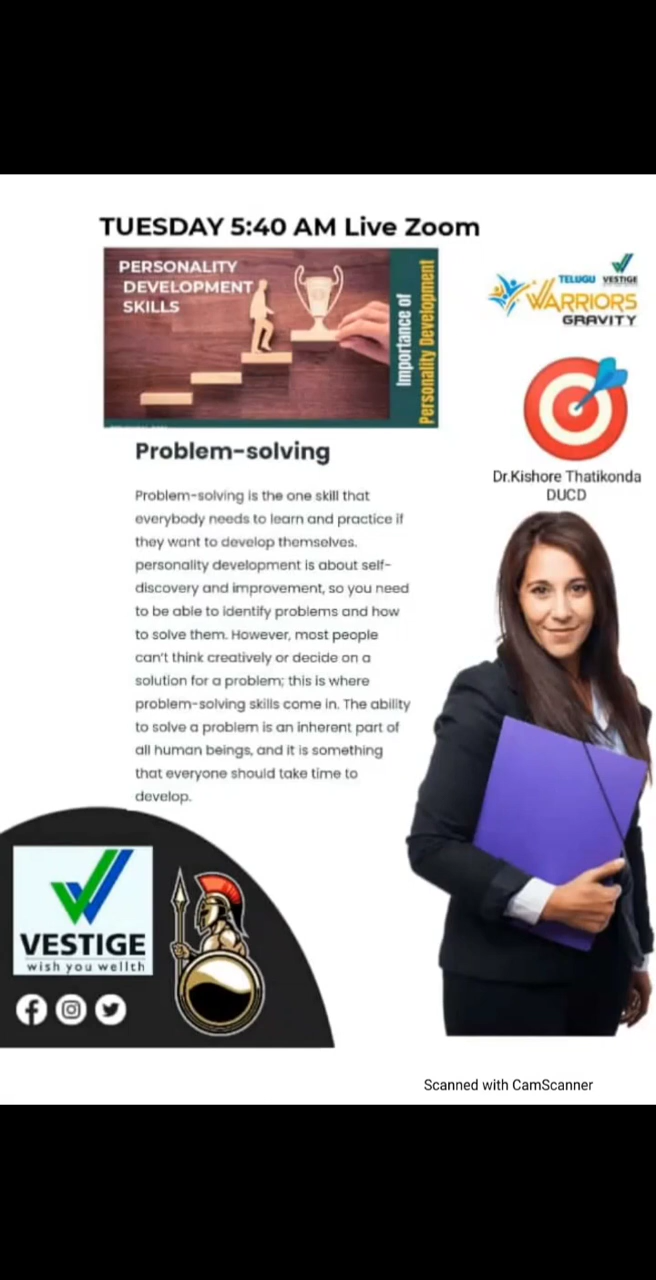 TUESDAY 5:40 AM Live Zoom
PERSONALITY
DEVELOPMENT
SKILLS
Importance of
Personality Development
TELUGU VESTIGE
WARRIORS
GRAVITY
Dr.Kishore Thatikonda
DUCD
Problem-solving
Problem-solving is the one skill that
everybody needs to learn and practice if
they want to develop themselves.
personality development is about self-
discovery and improvement, so you need
to be able to identify problems and how
to solve them. However, most people
can't think creatively or decide on a
solution for a problem; this is where
problem-solving skills come in. The ability
to solve a problem is an inherent part of
all human beings, and it is something
that everyone should take time to
develop.
VESTIGE
wish you wellth
Scanned with CamScanner